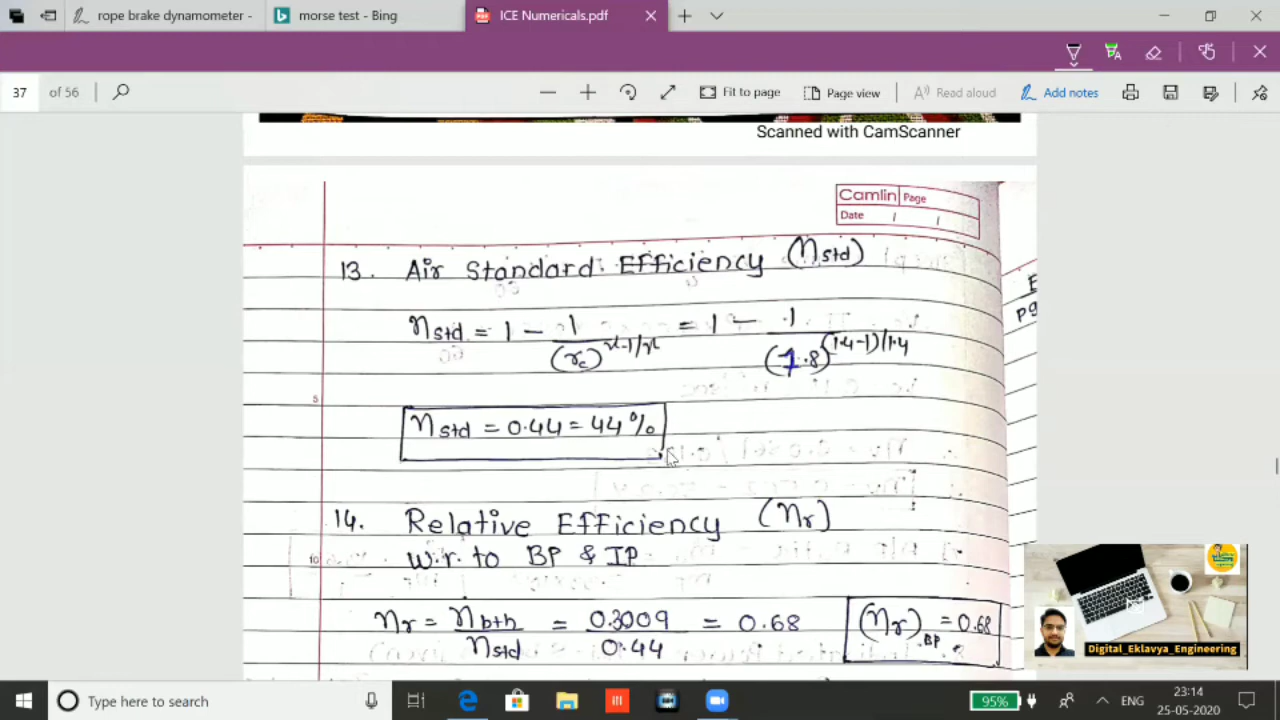 rope brake dynamometer -
morse test - Bing
ICE Numericals.pdf
37 of 56
Fit to page
Page view
Read aloud
Add notes
Scanned with CamScanner
Camlin Page
Date / /
13. Air Standard Efficiency (ηstd)
ηstd = 1 - 1/(rc)^γ-1/γ = 1 - 1/(7.8)^(1.4-1)/1.4
5
ηstd = 0.44 = 44%
14. Relative Efficiency (ηr)
10
w.r. to BP & IP
ηr = ηbth/ηstd = 0.3009/0.44 = 0.68 (ηr)BP = 0.68
Digital_Eklavya_Engineering
Type here to search
95%
ENG
23:14
25-05-2020